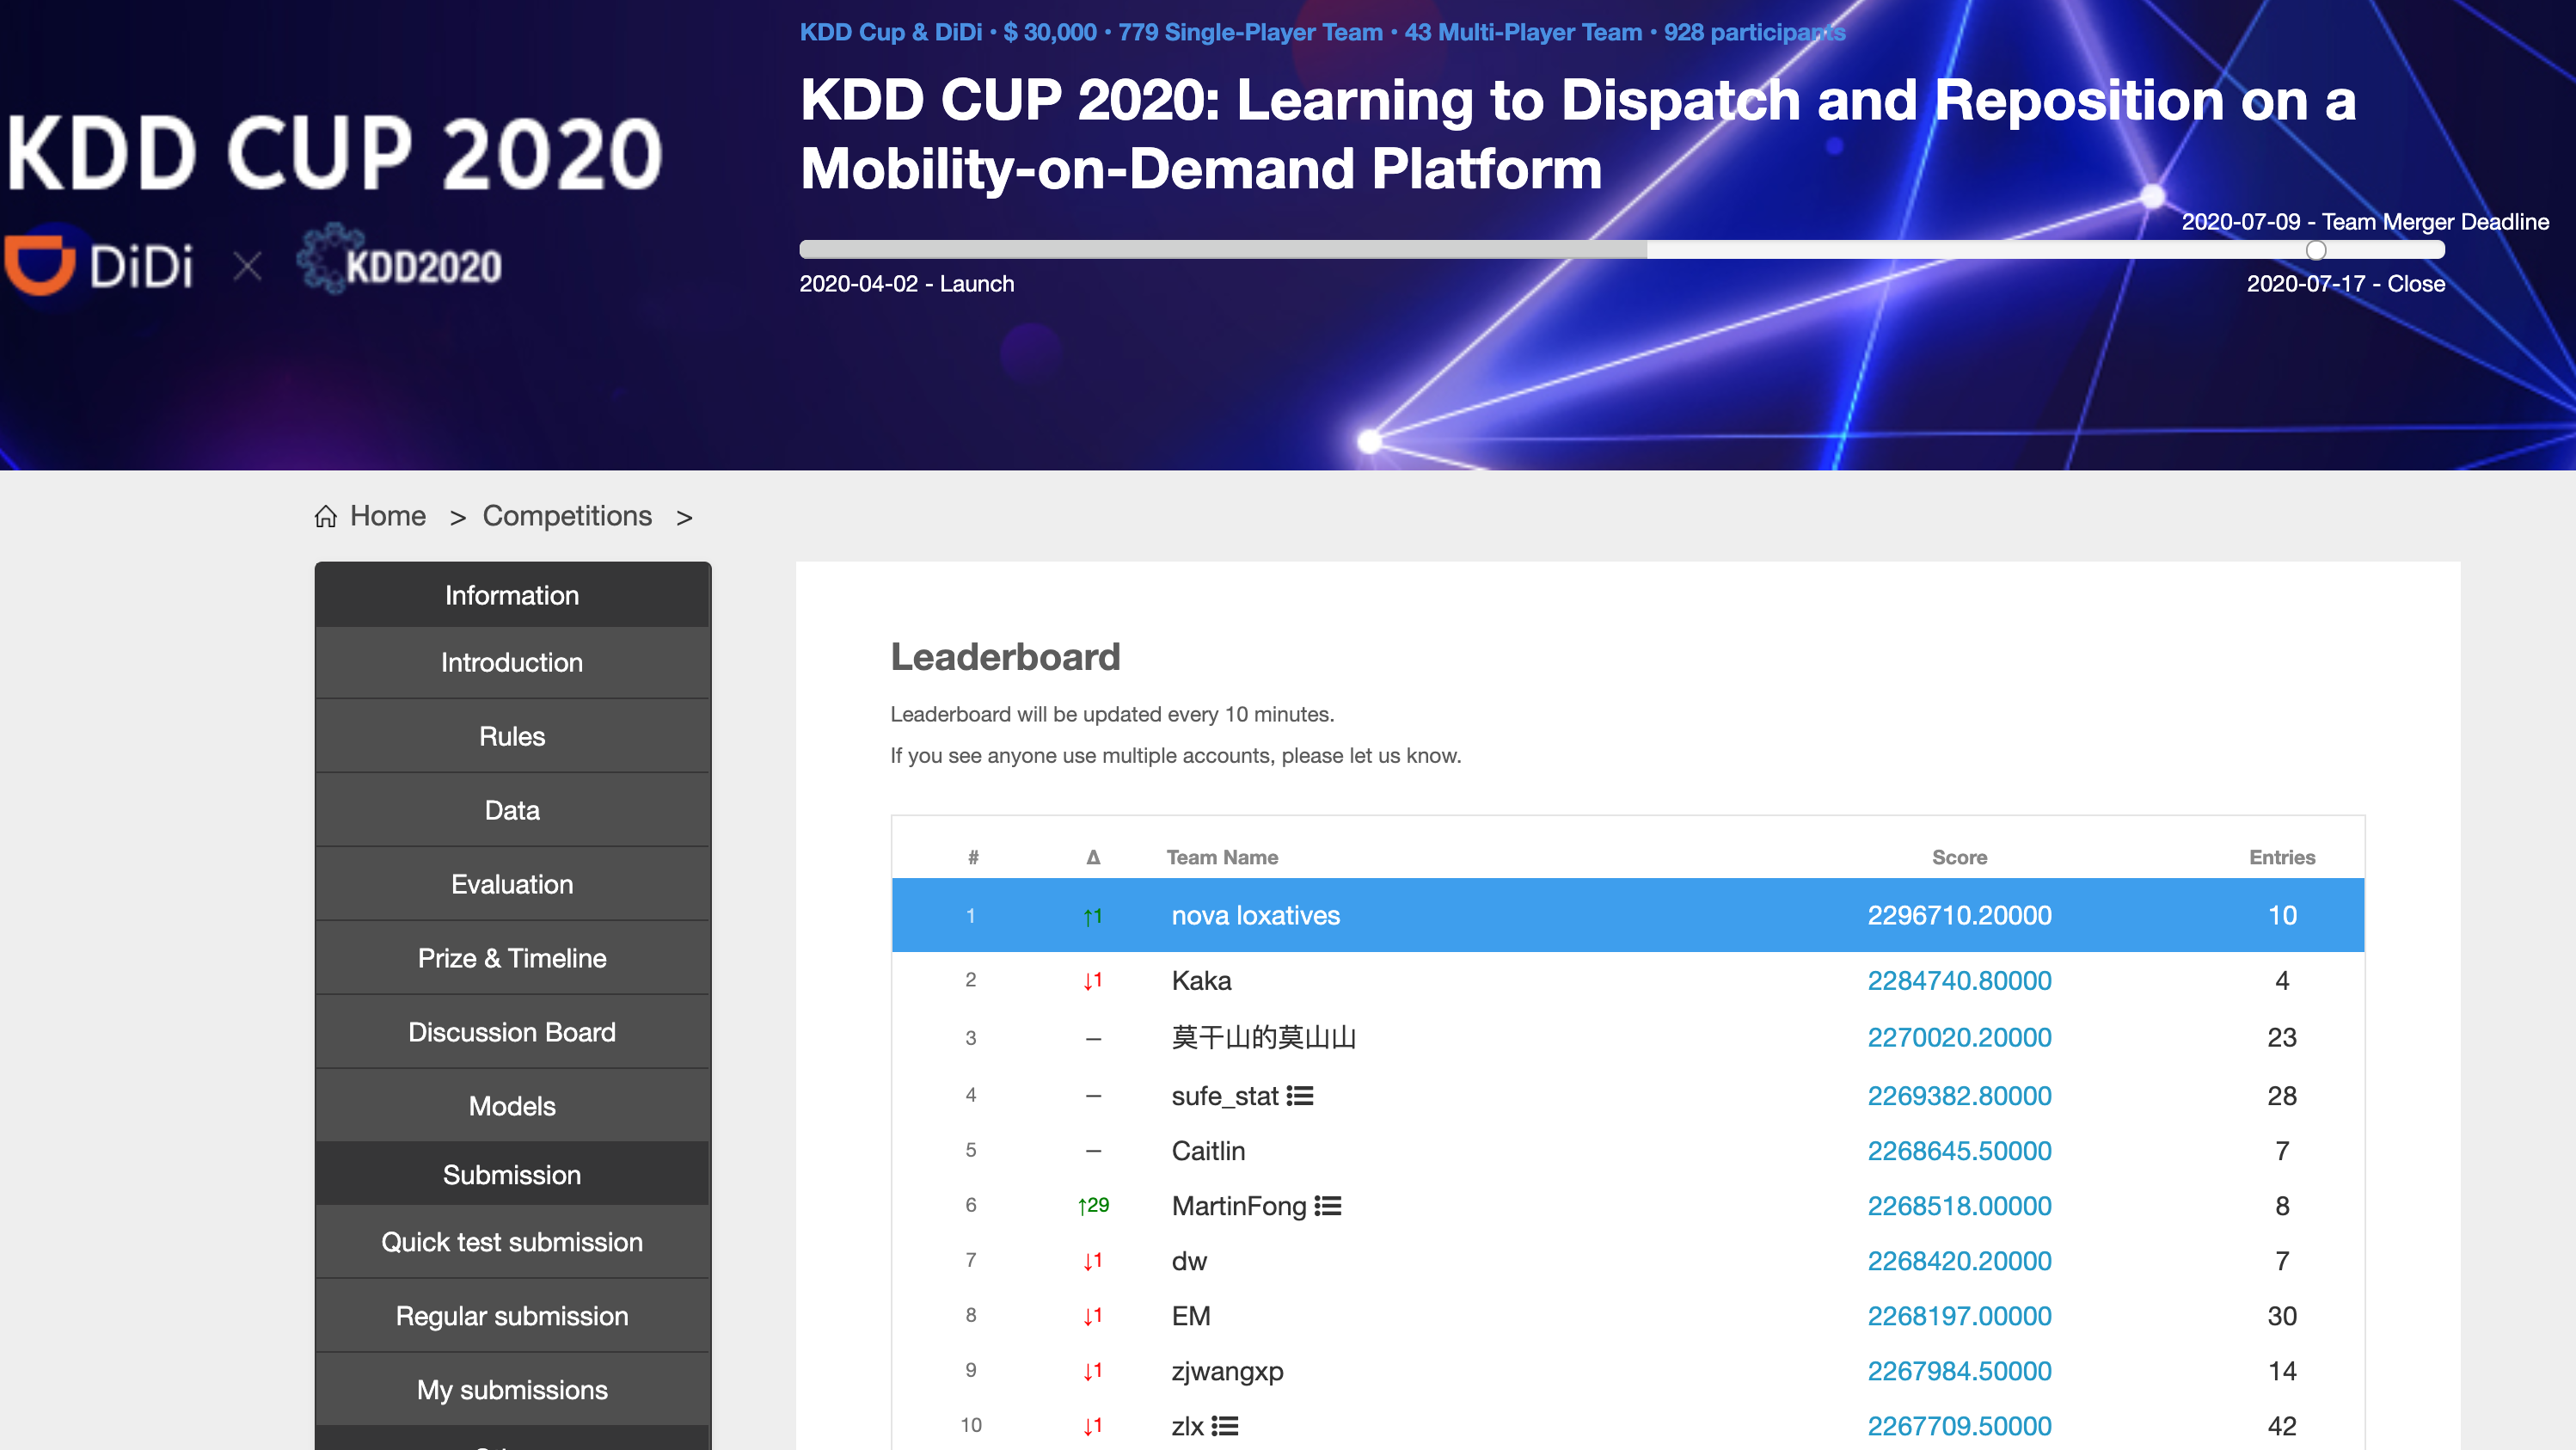 KDD Cup & DiDi • $ 30,000 • 779 Single-Player Team • 43 Multi-Player Team • 928 participants
KDD CUP 2020: Learning to Dispatch and Reposition on a
Mobility-on-Demand Platform
KDD CUP 2020
DiDi × KDD2020
2020-07-09 - Team Merger Deadline
2020-04-02 - Launch
2020-07-17 - Close
Home > Competitions >
Information
Introduction
Rules
Data
Evaluation
Prize & Timeline
Discussion Board
Models
Submission
Quick test submission
Regular submission
My submissions
Leaderboard
Leaderboard will be updated every 10 minutes.
If you see anyone use multiple accounts, please let us know.
# Δ Team Name Score Entries
1 ↑1 nova loxatives 2296710.20000 10
2 ↓1 Kaka 2284740.80000 4
3 — 莫干山的莫山山 2270020.20000 23
4 — sufe_stat 2269382.80000 28
5 — Caitlin 2268645.50000 7
6 ↑29 MartinFong 2268518.00000 8
7 ↓1 dw 2268420.20000 7
8 ↓1 EM 2268197.00000 30
9 ↓1 zjwangxp 2267984.50000 14
10 ↓1 zlx 2267709.50000 42